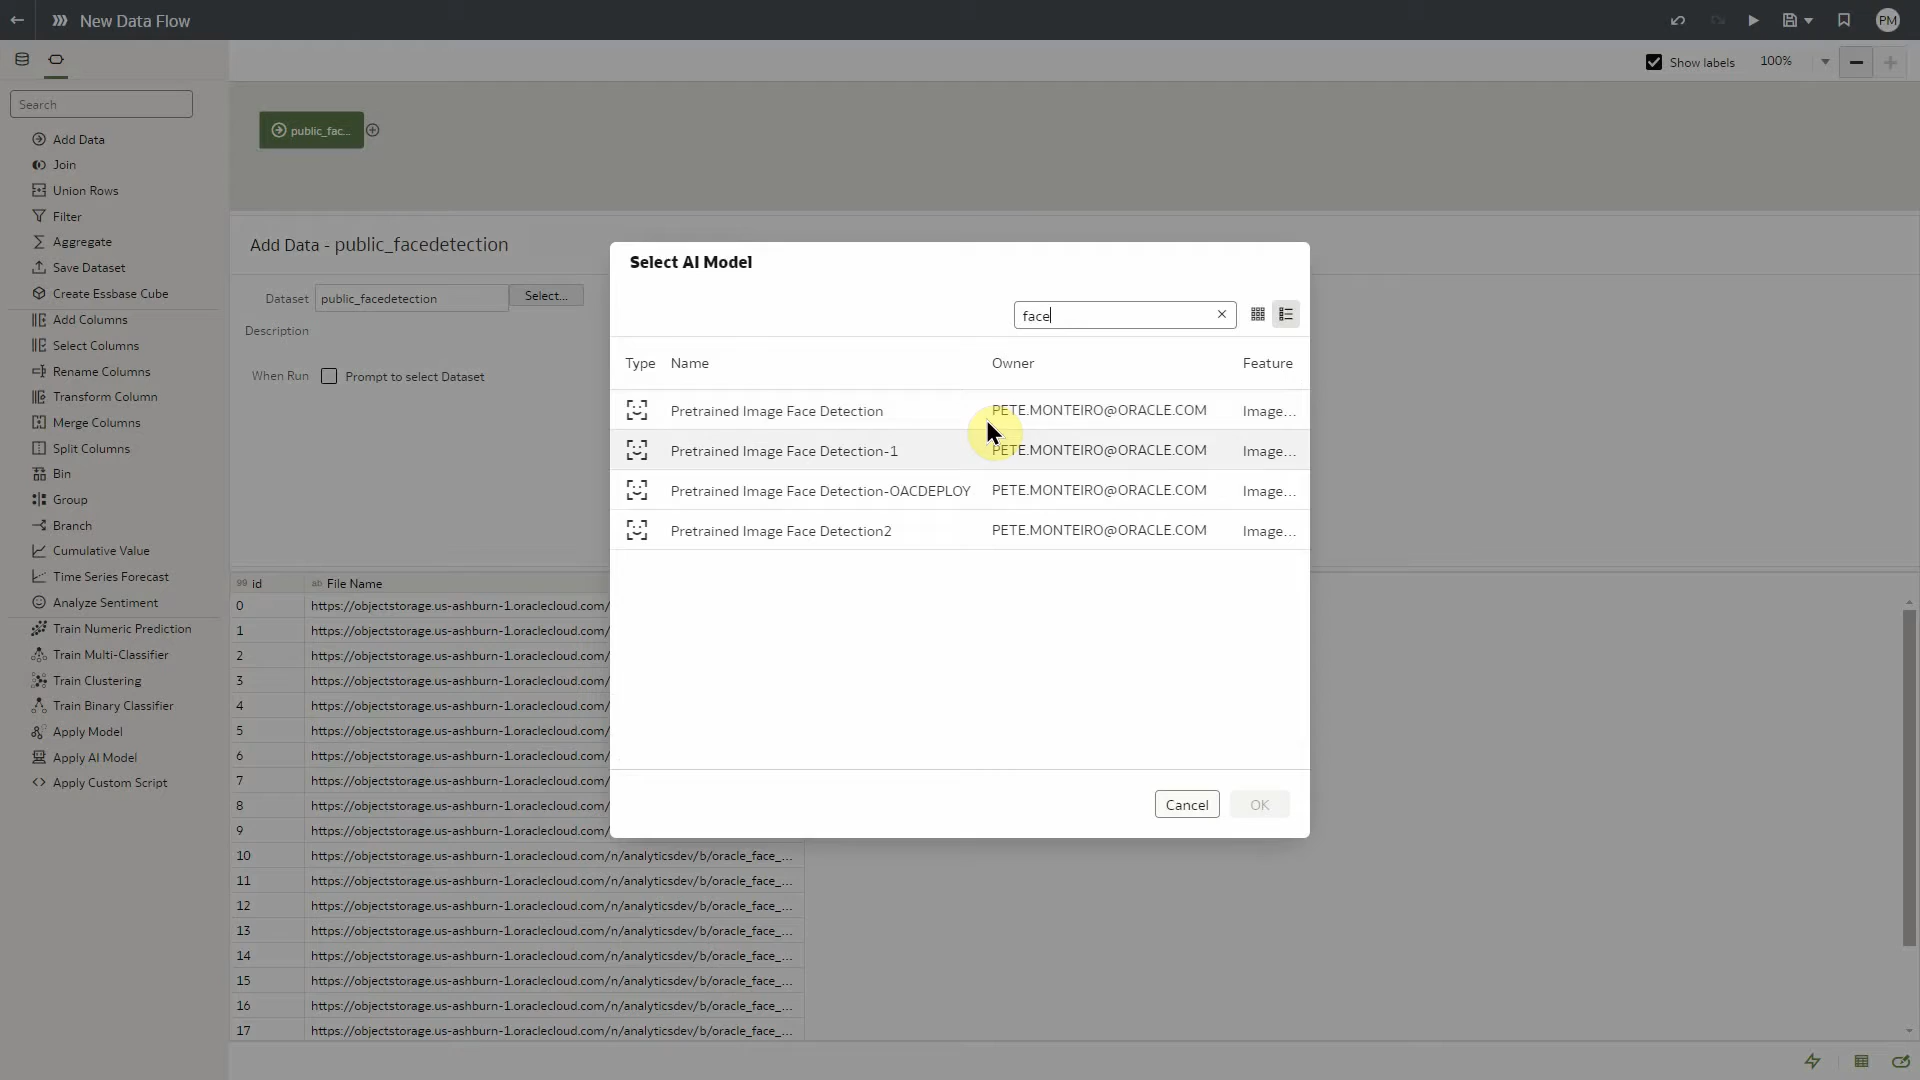 New Data Flow
PM
Show labels
100%
Search
Add Data
Join
Union Rows
Filter
Aggregate
Save Dataset
Create Essbase Cube
Add Columns
Select Columns
Rename Columns
Transform Column
Merge Columns
Split Columns
Bin
Group
Branch
Cumulative Value
Time Series Forecast
Analyze Sentiment
Train Numeric Prediction
Train Multi-Classifier
Train Clustering
Train Binary Classifier
Apply Model
Apply AI Model
Apply Custom Script
public_fac...
Add Data - public_facedetection
Dataset public_facedetection Select...
Description
When Run Prompt to select Dataset
Select AI Model
face
Type Name Owner Feature
Pretrained Image Face Detection PETE.MONTEIRO@ORACLE.COM Image...
Pretrained Image Face Detection-1 PETE.MONTEIRO@ORACLE.COM Image...
Pretrained Image Face Detection-OACDEPLOY PETE.MONTEIRO@ORACLE.COM Image...
Pretrained Image Face Detection2 PETE.MONTEIRO@ORACLE.COM Image...
Cancel OK
99 id ab File Name
0 https://objectstorage.us-ashburn-1.oraclecloud.com/
1 https://objectstorage.us-ashburn-1.oraclecloud.com/
2 https://objectstorage.us-ashburn-1.oraclecloud.com/
3 https://objectstorage.us-ashburn-1.oraclecloud.com/
4 https://objectstorage.us-ashburn-1.oraclecloud.com/
5 https://objectstorage.us-ashburn-1.oraclecloud.com/
6 https://objectstorage.us-ashburn-1.oraclecloud.com/
7 https://objectstorage.us-ashburn-1.oraclecloud.com/
8 https://objectstorage.us-ashburn-1.oraclecloud.com/
9 https://objectstorage.us-ashburn-1.oraclecloud.com/
10 https://objectstorage.us-ashburn-1.oraclecloud.com/n/analyticsdev/b/oracle_face_...
11 https://objectstorage.us-ashburn-1.oraclecloud.com/n/analyticsdev/b/oracle_face_...
12 https://objectstorage.us-ashburn-1.oraclecloud.com/n/analyticsdev/b/oracle_face_...
13 https://objectstorage.us-ashburn-1.oraclecloud.com/n/analyticsdev/b/oracle_face_...
14 https://objectstorage.us-ashburn-1.oraclecloud.com/n/analyticsdev/b/oracle_face_...
15 https://objectstorage.us-ashburn-1.oraclecloud.com/n/analyticsdev/b/oracle_face_...
16 https://objectstorage.us-ashburn-1.oraclecloud.com/n/analyticsdev/b/oracle_face_...
17 https://objectstorage.us-ashburn-1.oraclecloud.com/n/analyticsdev/b/oracle_face_...